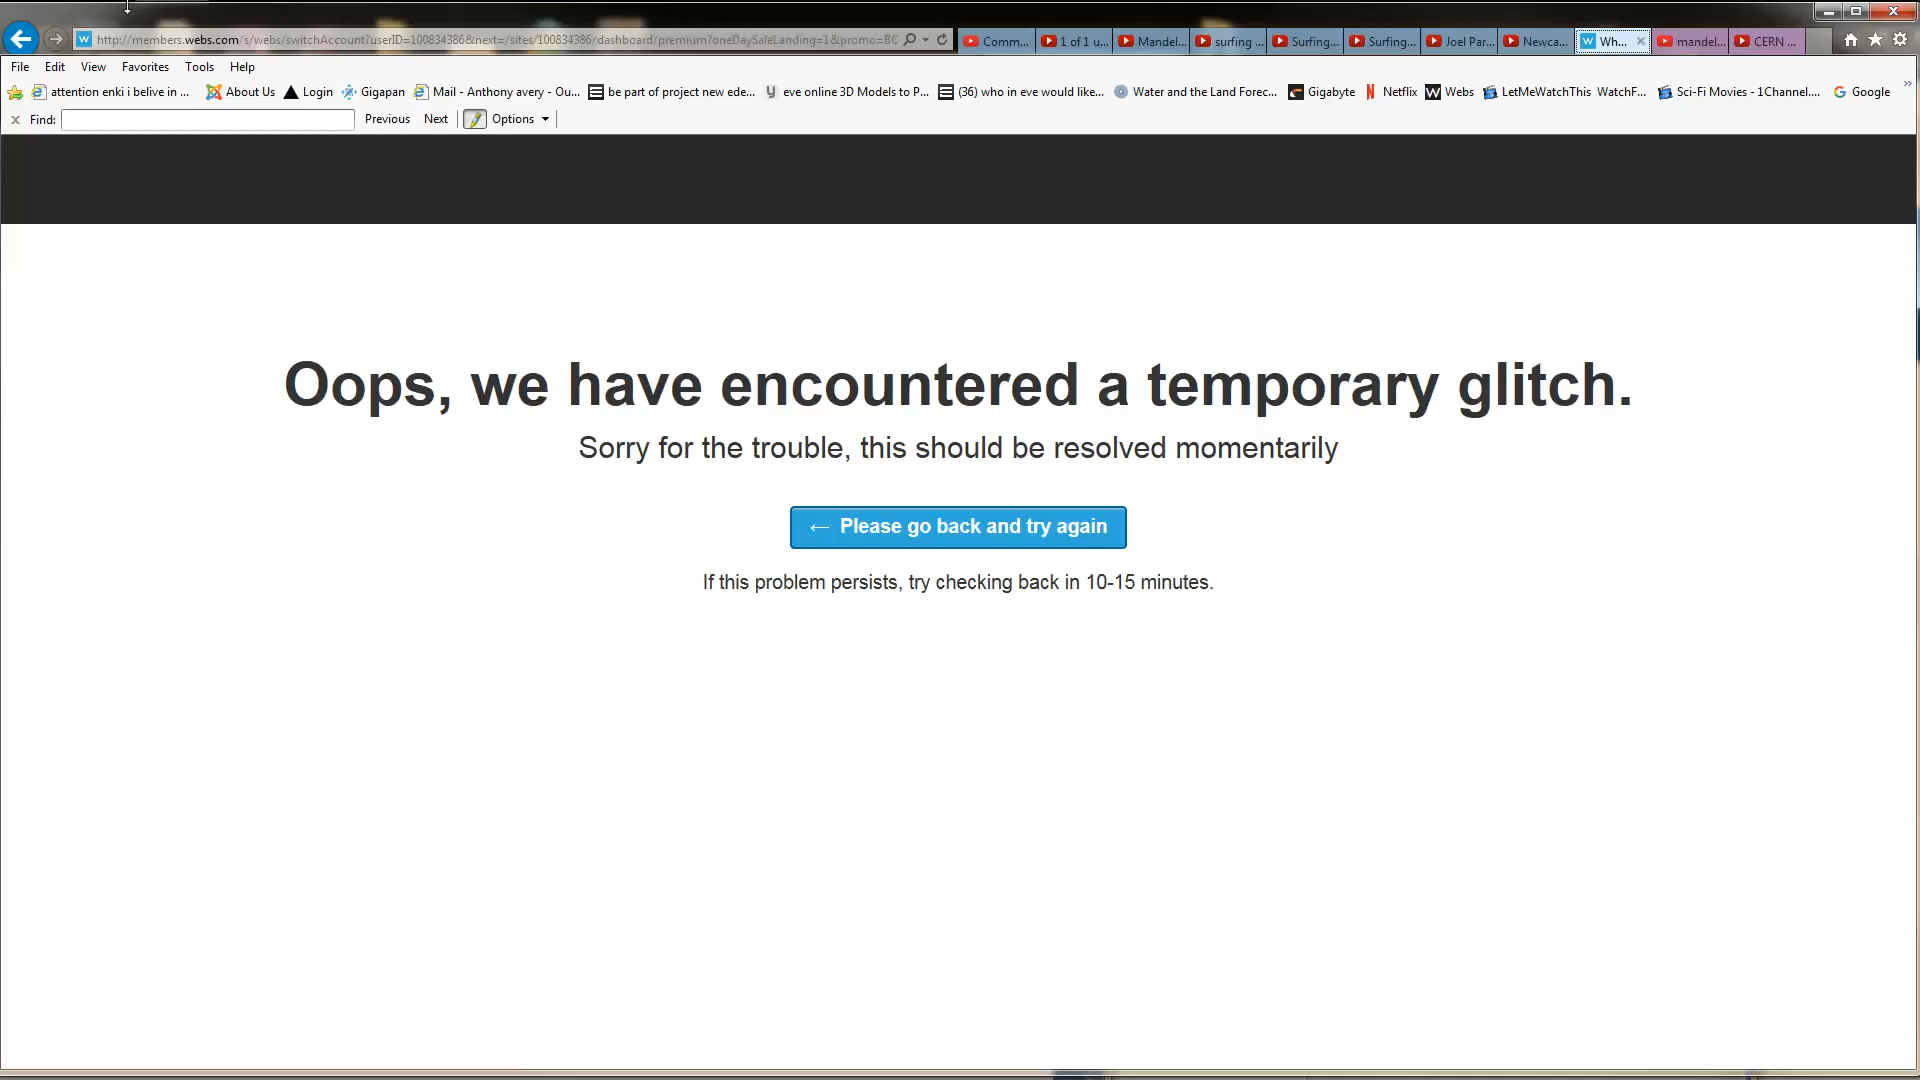 http://members.webs.com/s/webs/switchAccount?userID=100834386&next=/sites/100834386/dashboard/premium?oneDaySaleLanding=1&promo=BC
Comm... 1 of 1 u... Mandel... surfing ... Surfing... Surfing... Joel Par... Newca... Wh... mandel... CERN ...
File Edit View Favorites Tools Help
attention enki i belive in ... About Us Login Gigapan Mail - Anthony avery - Ou... be part of project new ede... eve online 3D Models to P... (36) who in eve would like... Water and the Land Forec... Gigabyte Netflix Webs LetMeWatchThis WatchF... Sci-Fi Movies - 1Channel.... Google
Find: Previous Next Options
Oops, we have encountered a temporary glitch.
Sorry for the trouble, this should be resolved momentarily
← Please go back and try again
If this problem persists, try checking back in 10-15 minutes.